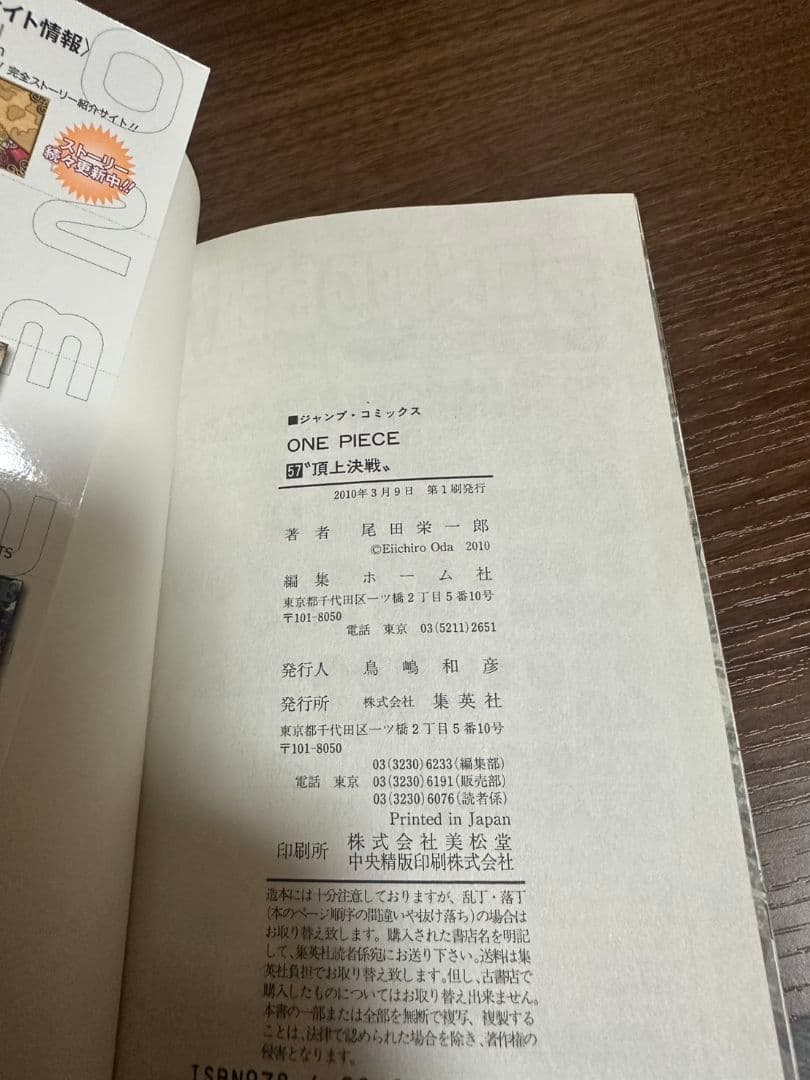 イト情報〉
完全ストーリー紹介サイト!!
ストーリー
続々更新中!!
■ジャンプ・コミックス
ONE PIECE
57〝頂上決戦〟
2010年3月9日 第1刷発行
著者 尾田栄一郎
©Eiichiro Oda 2010
編集 ホーム社
東京都千代田区一ツ橋2丁目5番10号
〒101-8050
電話 東京 03(5211)2651
発行人 鳥嶋和彦
発行所 株式会社 集英社
東京都千代田区一ツ橋2丁目5番10号
〒101-8050
03(3230)6233(編集部)
電話 東京 03(3230)6191(販売部)
03(3230)6076(読者係)
Printed in Japan
印刷所 株式会社美松堂
中央精版印刷株式会社
造本には十分注意しておりますが、乱丁・落丁
(本のページ順序の間違いや抜け落ち)の場合は
お取り替え致します。購入された書店名を明記
して、集英社読者係宛にお送り下さい。送料は集
英社負担でお取り替え致します。但し、古書店で
購入したものについてはお取り替え出来ません。
本書の一部または全部を無断で複写、複製する
ことは、法律で認められた場合を除き、著作権の
侵害となります。
ISBN978